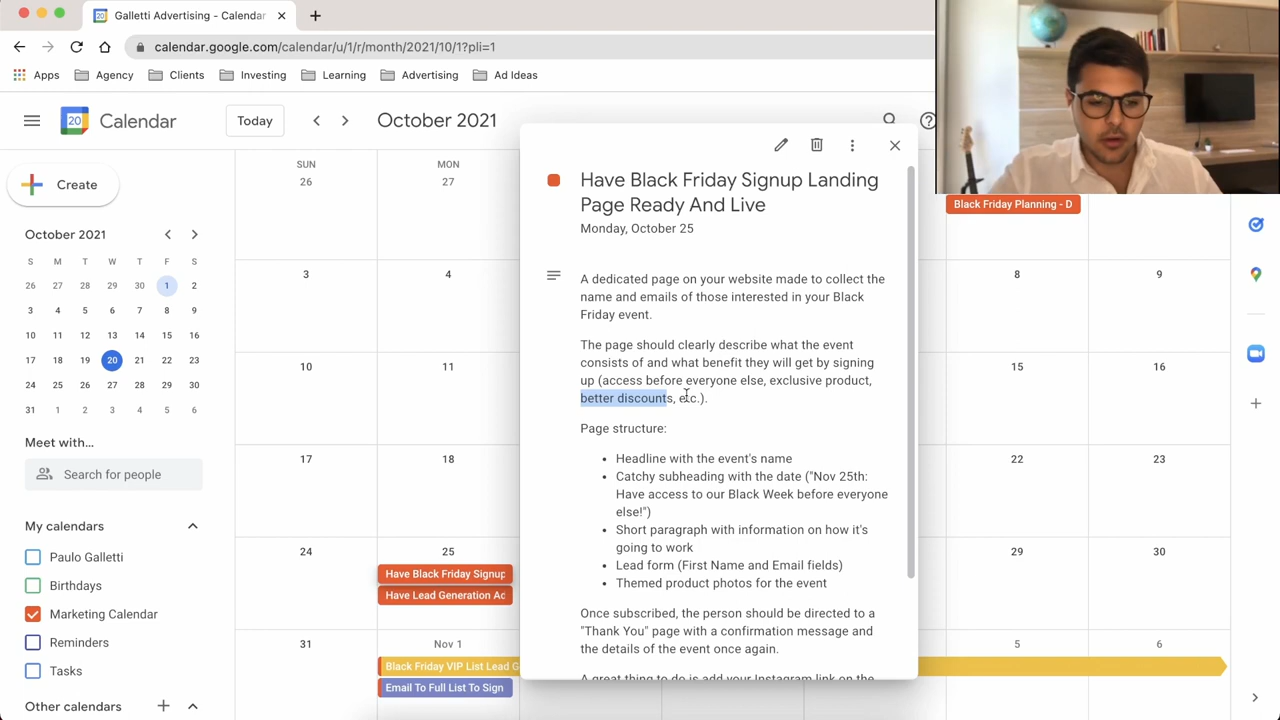 Galletti Advertising - Calendar
calendar.google.com/calendar/u/1/r/month/2021/10/1?pli=1
Apps Agency Clients Investing Learning Advertising Ad Ideas
20 Calendar Today October 2021
Create
October 2021
S M T W T F S
26 27 28 29 30 1 2
3 4 5 6 7 8 9
10 11 12 13 14 15 16
17 18 19 20 21 22 23
24 25 26 27 28 29 30
31 1 2 3 4 5 6
Meet with...
Search for people
My calendars
Paulo Galletti
Birthdays
Marketing Calendar
Reminders
Tasks
Other calendars
SUN MON
26 27
Black Friday Planning - D
3 4 8 9
10 11 15 16
17 18 22 23
24 25 29 30
Have Black Friday Signup
Have Lead Generation Ad
31 Nov 1 5 6
Black Friday VIP List Lead G
Email To Full List To Sign
Have Black Friday Signup Landing
Page Ready And Live
Monday, October 25
A dedicated page on your website made to collect the
name and emails of those interested in your Black
Friday event.
The page should clearly describe what the event
consists of and what benefit they will get by signing
up (access before everyone else, exclusive product,
better discounts, etc.).
Page structure:
• Headline with the event's name
• Catchy subheading with the date ("Nov 25th:
Have access to our Black Week before everyone
else!")
• Short paragraph with information on how it's
going to work
• Lead form (First Name and Email fields)
• Themed product photos for the event
Once subscribed, the person should be directed to a
"Thank You" page with a confirmation message and
the details of the event once again.
A great thing to do is add your Instagram link on the